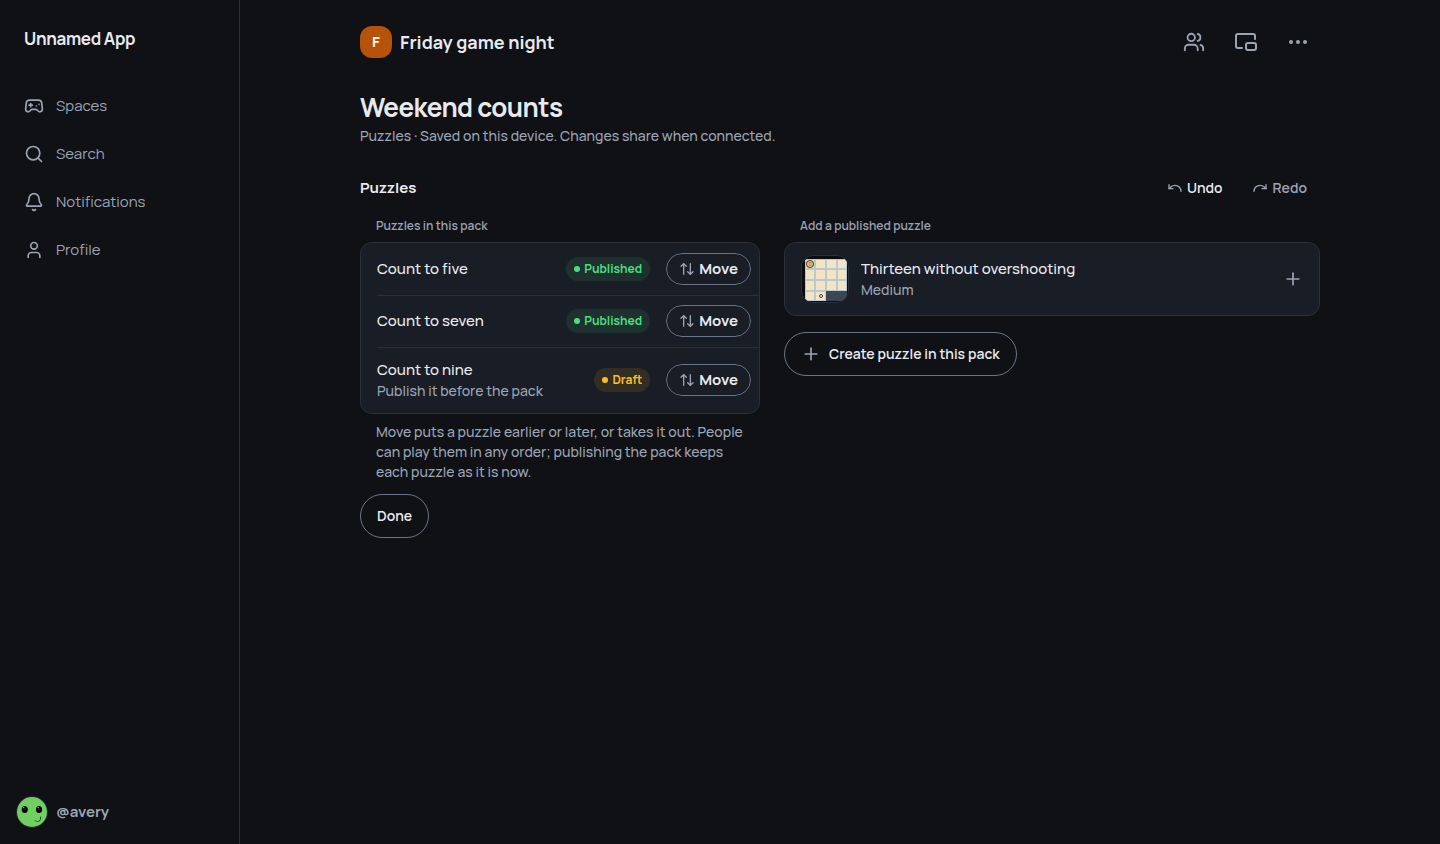 Unnamed App
Spaces
Search
Notifications
Profile
@avery
F
Friday game night
Weekend counts
Puzzles · Saved on this device. Changes share when connected.
Puzzles
Undo
Redo
Puzzles in this pack
Count to five
Published
Move
Count to seven
Published
Move
Count to nine
Publish it before the pack
Draft
Move
Move puts a puzzle earlier or later, or takes it out. People
can play them in any order; publishing the pack keeps
each puzzle as it is now.
Done
Add a published puzzle
Thirteen without overshooting
Medium
Create puzzle in this pack